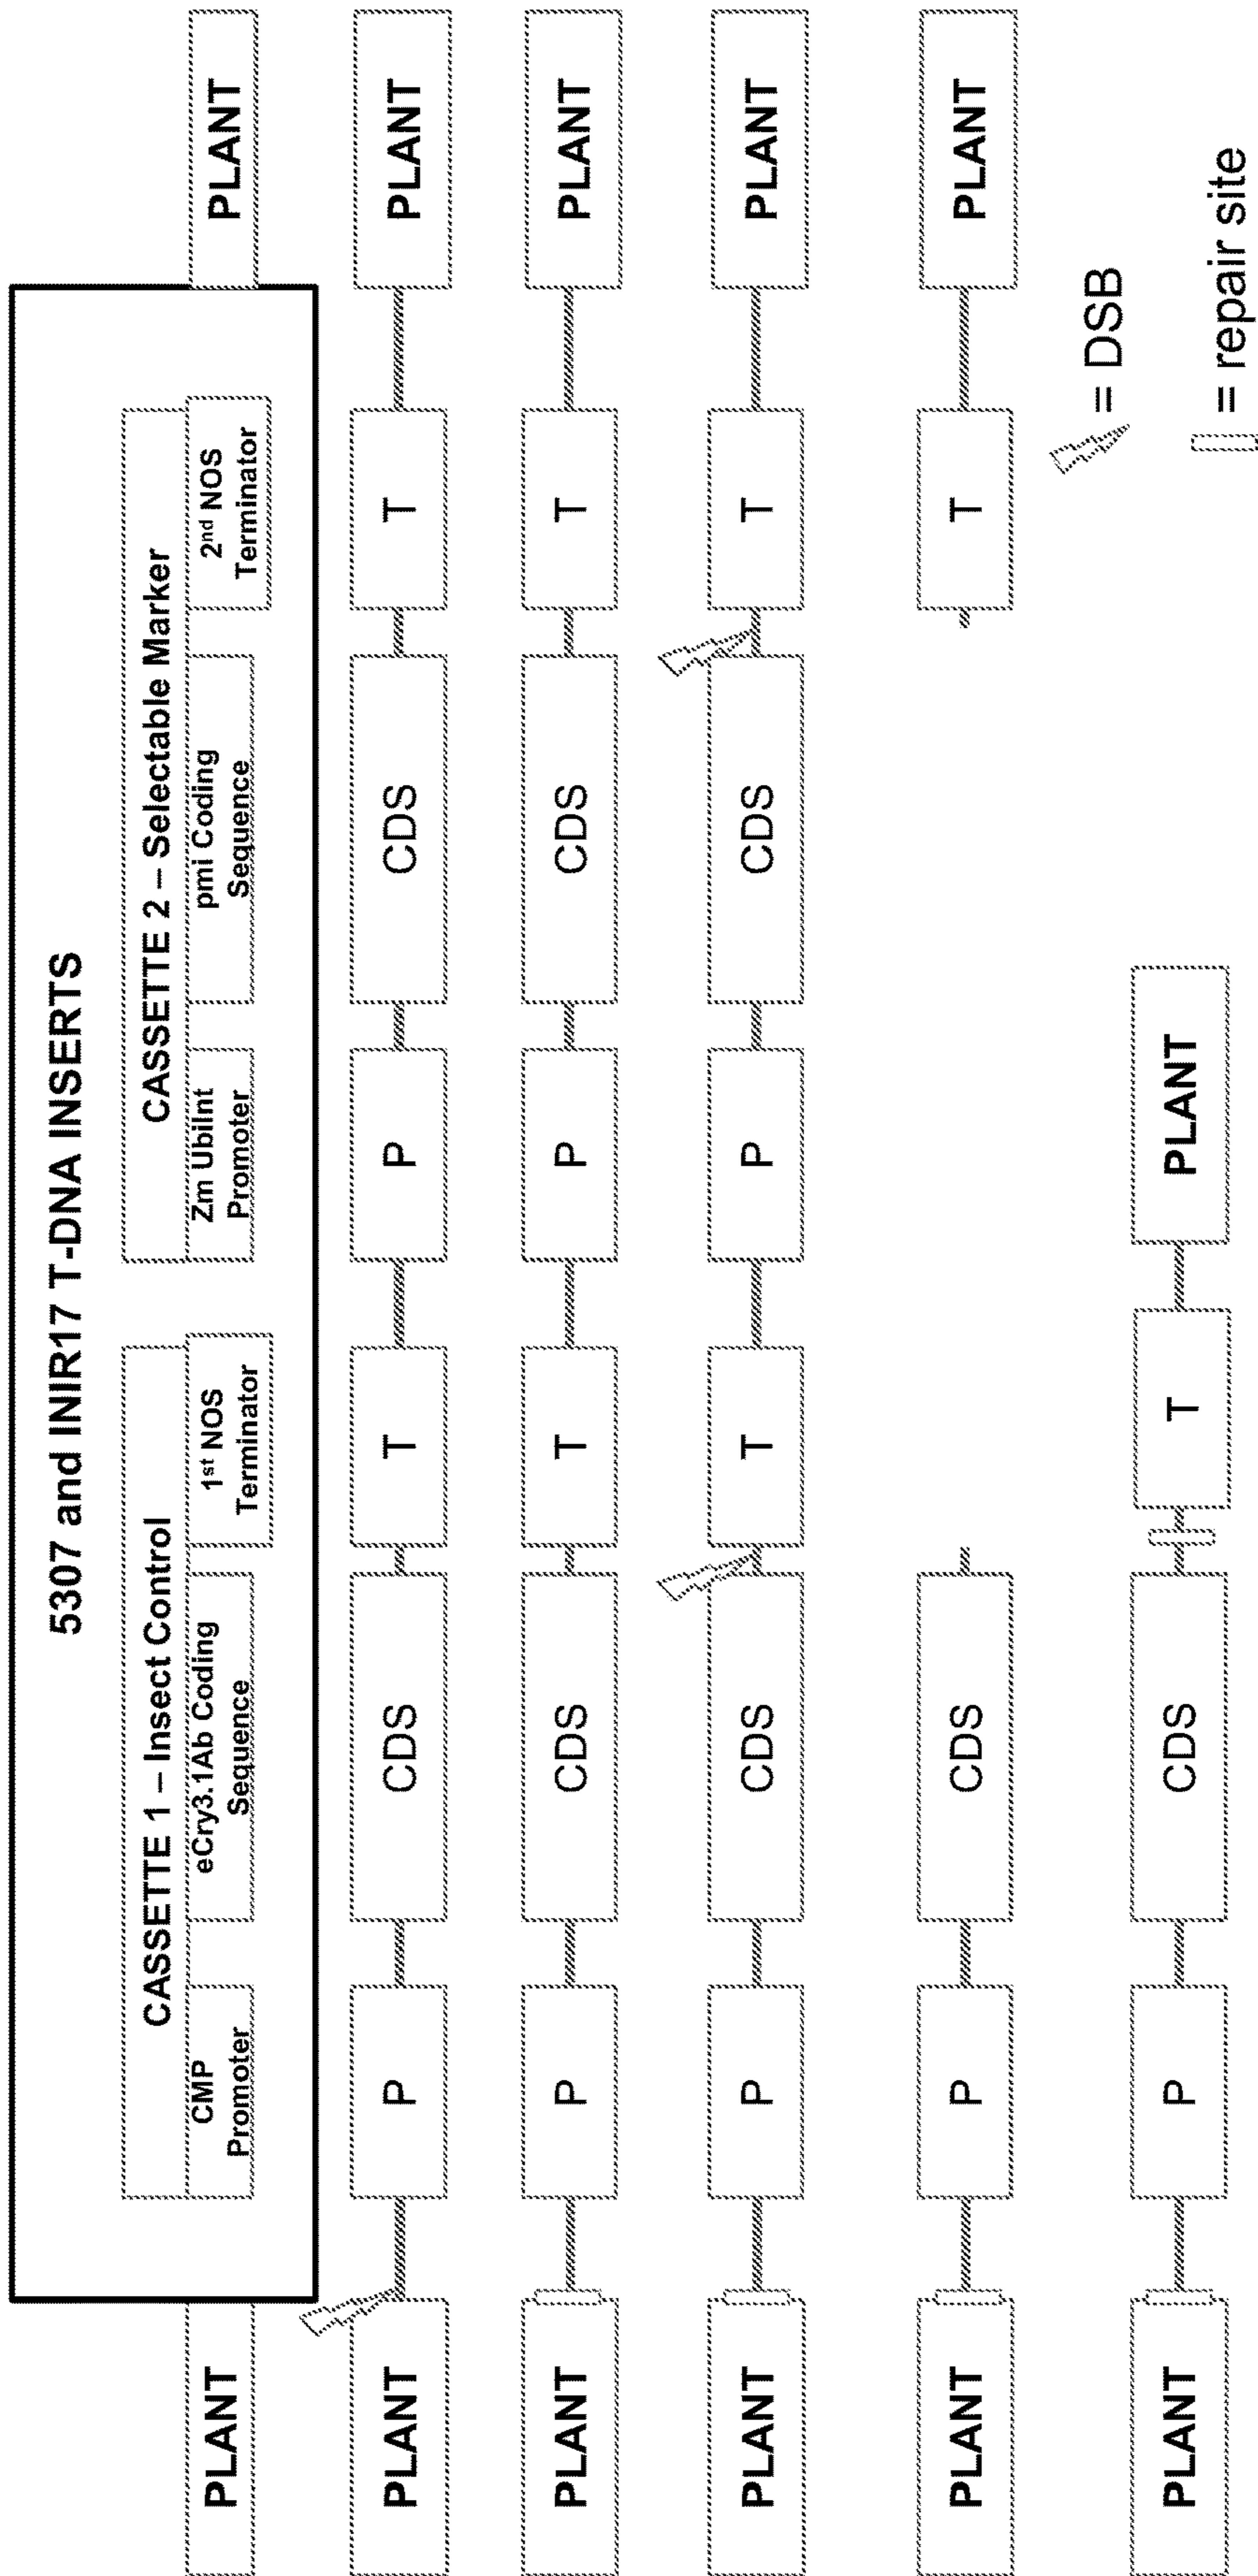 5307 and INIR17 T-DNA INSERTS
CASSETTE 1 – Insect Control
CASSETTE 2 – Selectable Marker
PLANT
CMP
Promoter
eCry3.1Ab Coding
Sequence
1st NOS
Terminator
Zm UbiInt
Promoter
pmi Coding
Sequence
2nd NOS
Terminator
PLANT
PLANT P CDS T P CDS T PLANT
PLANT P CDS T P CDS T PLANT
PLANT P CDS T P CDS T PLANT
PLANT P CDS T PLANT
= DSB
PLANT P CDS T PLANT
= repair site